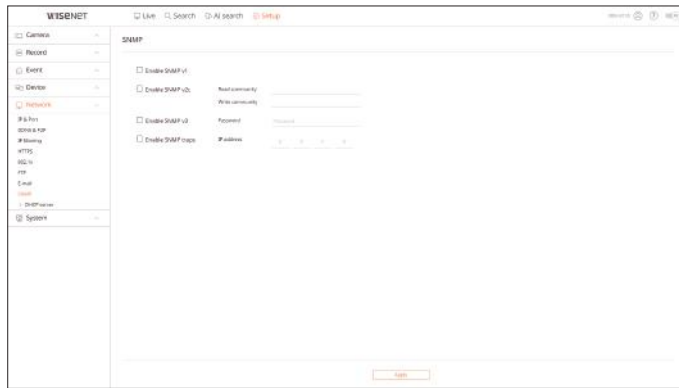 WISENET
Live Search AI search Setup
Camera
Record
Event
Device
Network
IP & Port
DDNS & P2P
IP filtering
HTTPS
802.1x
FTP
E-mail
SNMP
DHCP server
System
SNMP
Enable SNMP v1
Enable SNMP v2c Read community
Write community
Enable SNMP v3 Password
Enable SNMP traps IP address
Apply